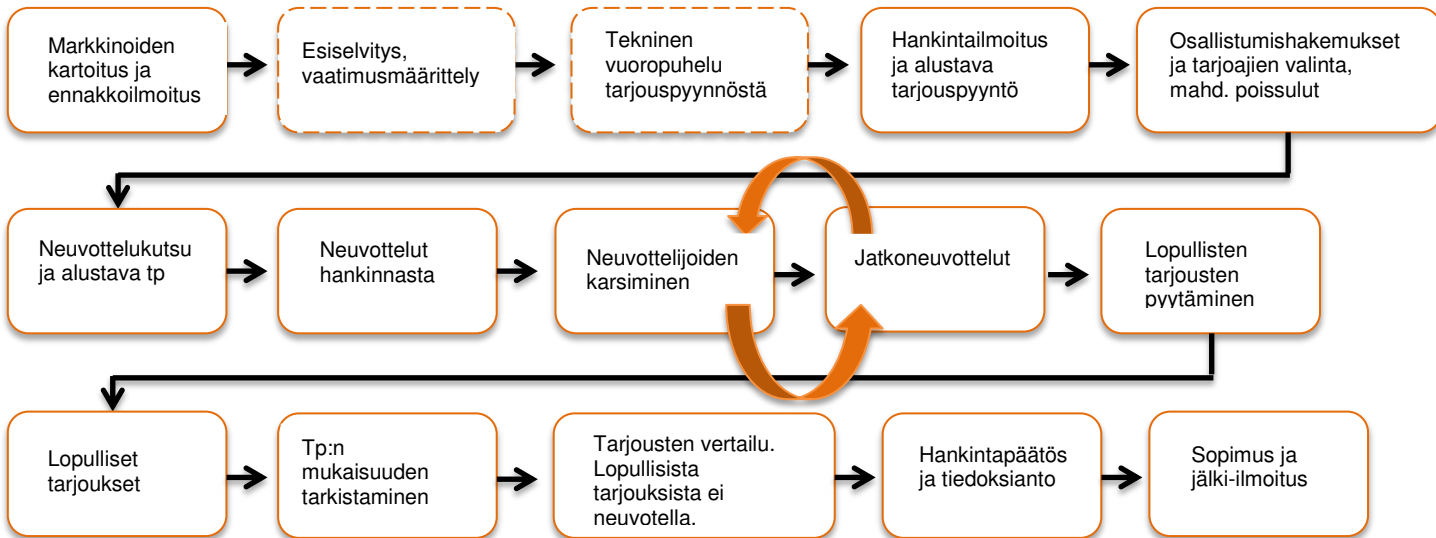 Markkinoiden
kartoitus ja
ennakkoilmoitus
Esiselvitys,
vaatimusmäärittely
Tekninen
vuoropuhelu
tarjouspyynnöstä
Hankintailmoitus
ja alustava
tarjouspyyntö
Osallistumishakemukset
ja tarjoajien valinta,
mahd. poissulut
Neuvottelukutsu
ja alustava tp
Neuvottelut
hankinnasta
Neuvottelijoiden
karsiminen
Jatkoneuvottelut
Lopullisten
tarjousten
pyytäminen
Lopulliset
tarjoukset
Tp:n
mukaisuuden
tarkistaminen
Tarjousten vertailu.
Lopullisista
tarjouksista ei
neuvotella.
Hankintapäätös
ja tiedoksianto
Sopimus ja
jälki-ilmoitus